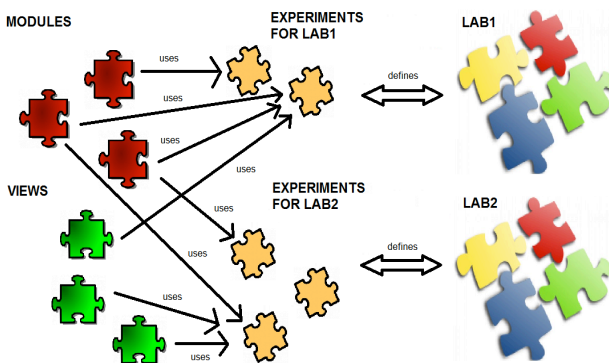 MODULES
EXPERIMENTS
FOR LAB1
LAB1
uses
uses
uses
uses
defines
VIEWS
EXPERIMENTS
FOR LAB2
LAB2
uses
uses
defines
uses
uses